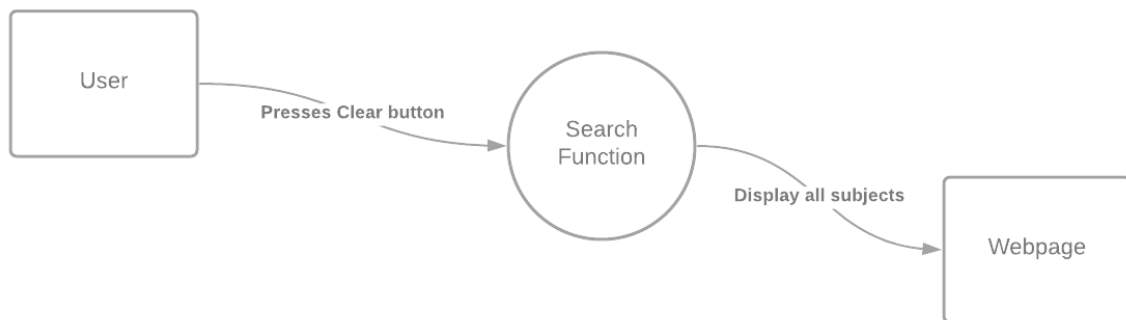 User
Presses Clear button
Search
Function
Display all subjects
Webpage